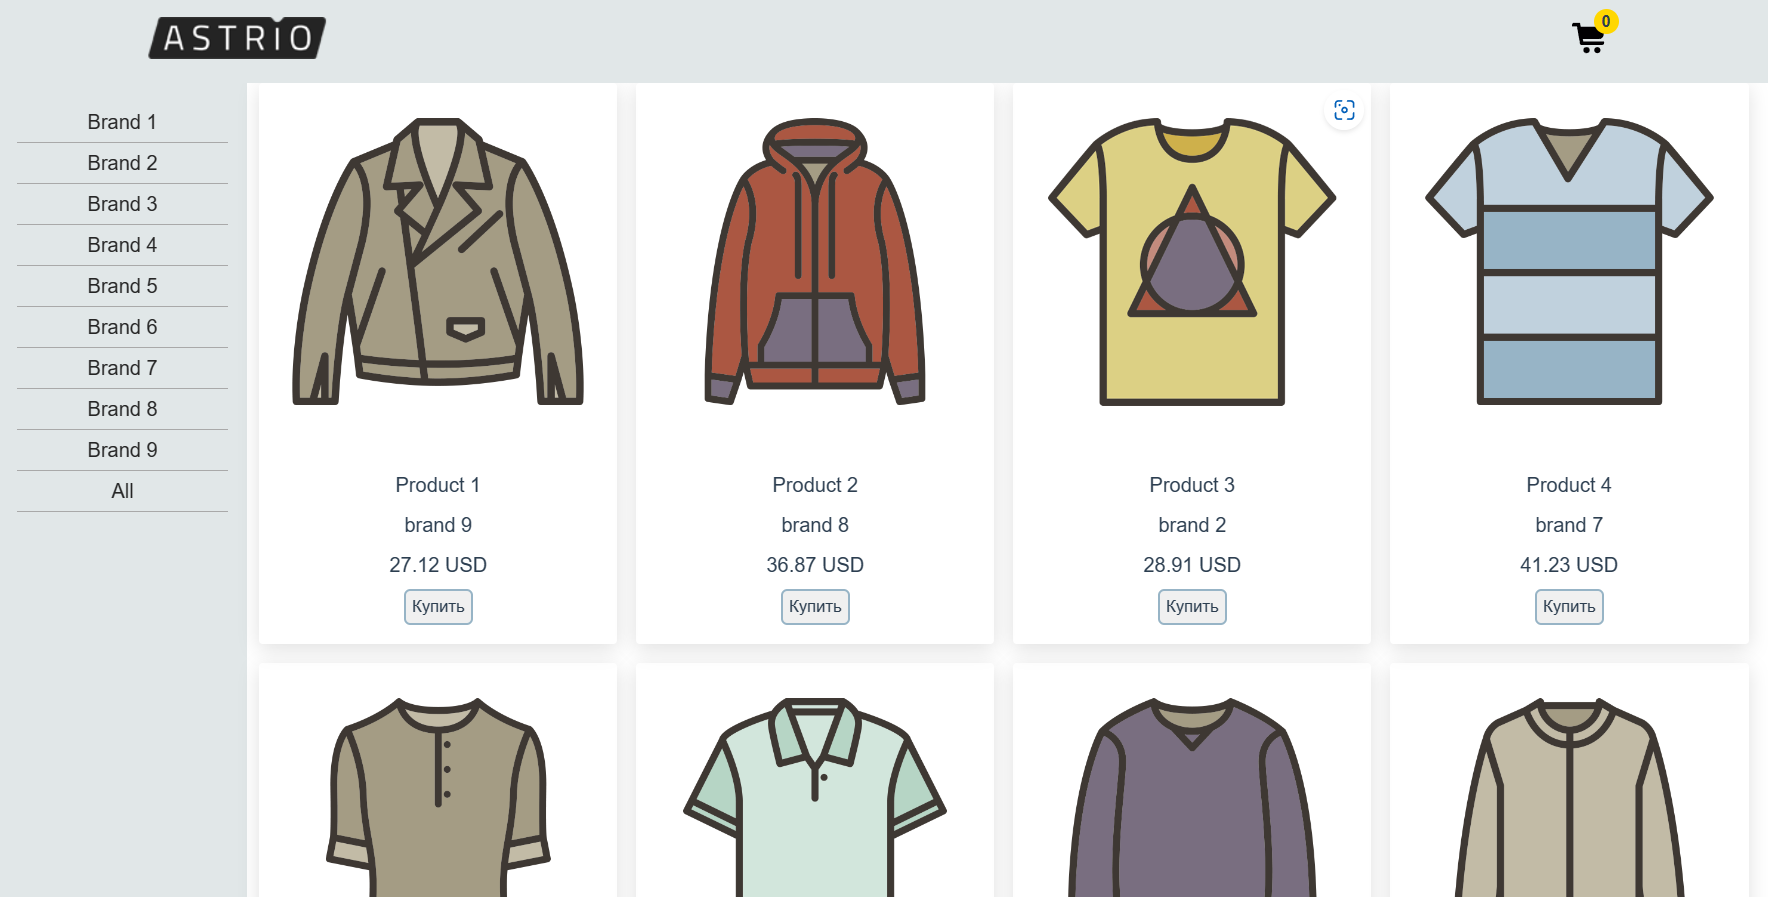 ASTRIO
0
Brand 1
Brand 2
Brand 3
Brand 4
Brand 5
Brand 6
Brand 7
Brand 8
Brand 9
All
Product 1
brand 9
27.12 USD
Купить
Product 2
brand 8
36.87 USD
Купить
Product 3
brand 2
28.91 USD
Купить
Product 4
brand 7
41.23 USD
Купить